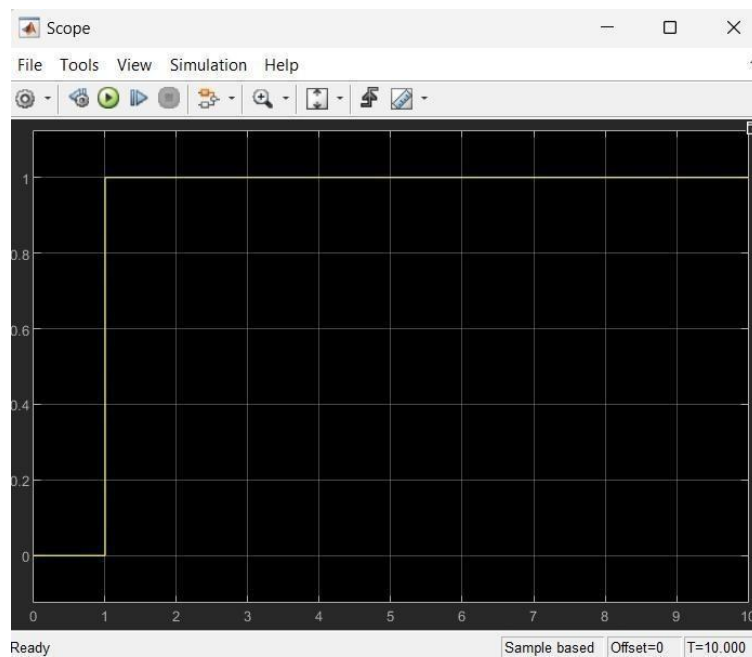 Scope
File Tools View Simulation Help
1
0.8
0.6
0.4
0.2
0
0 1 2 3 4 5 6 7 8 9 10
Ready Sample based Offset=0 T=10.000